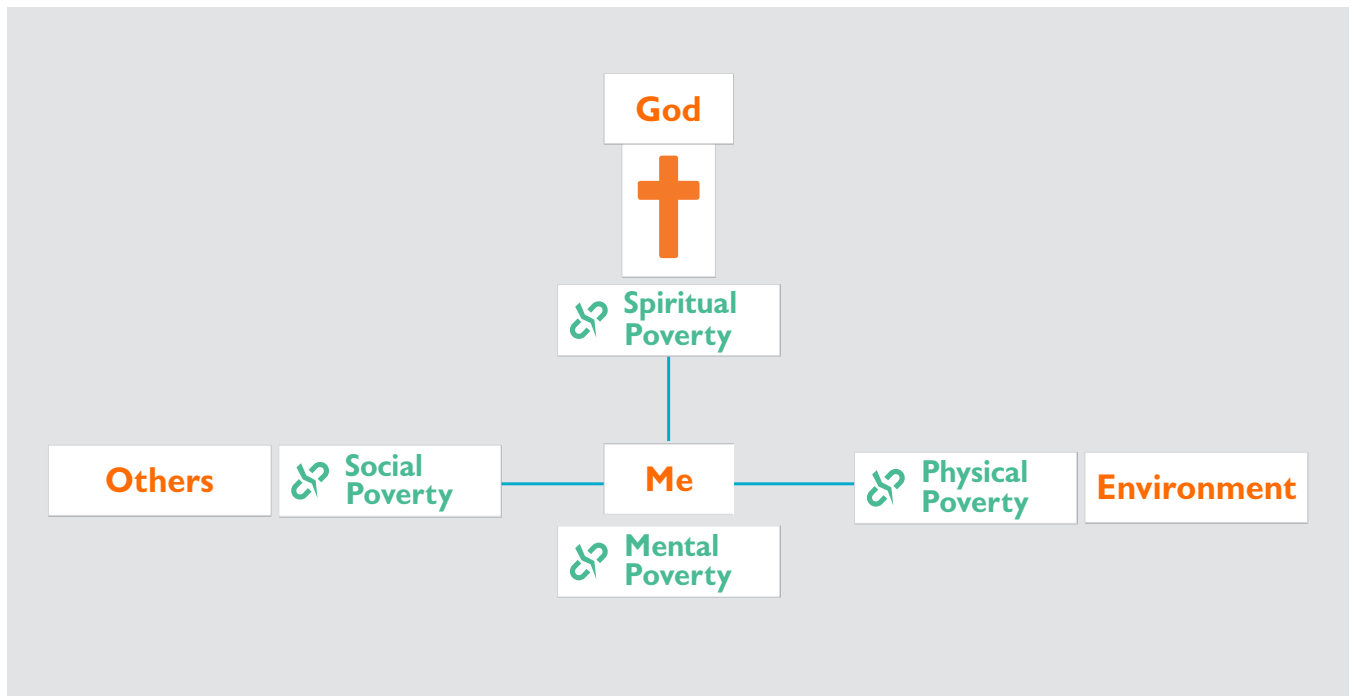 God
Spiritual
Poverty
Others
Social
Poverty
Me
Physical
Poverty
Environment
Mental
Poverty